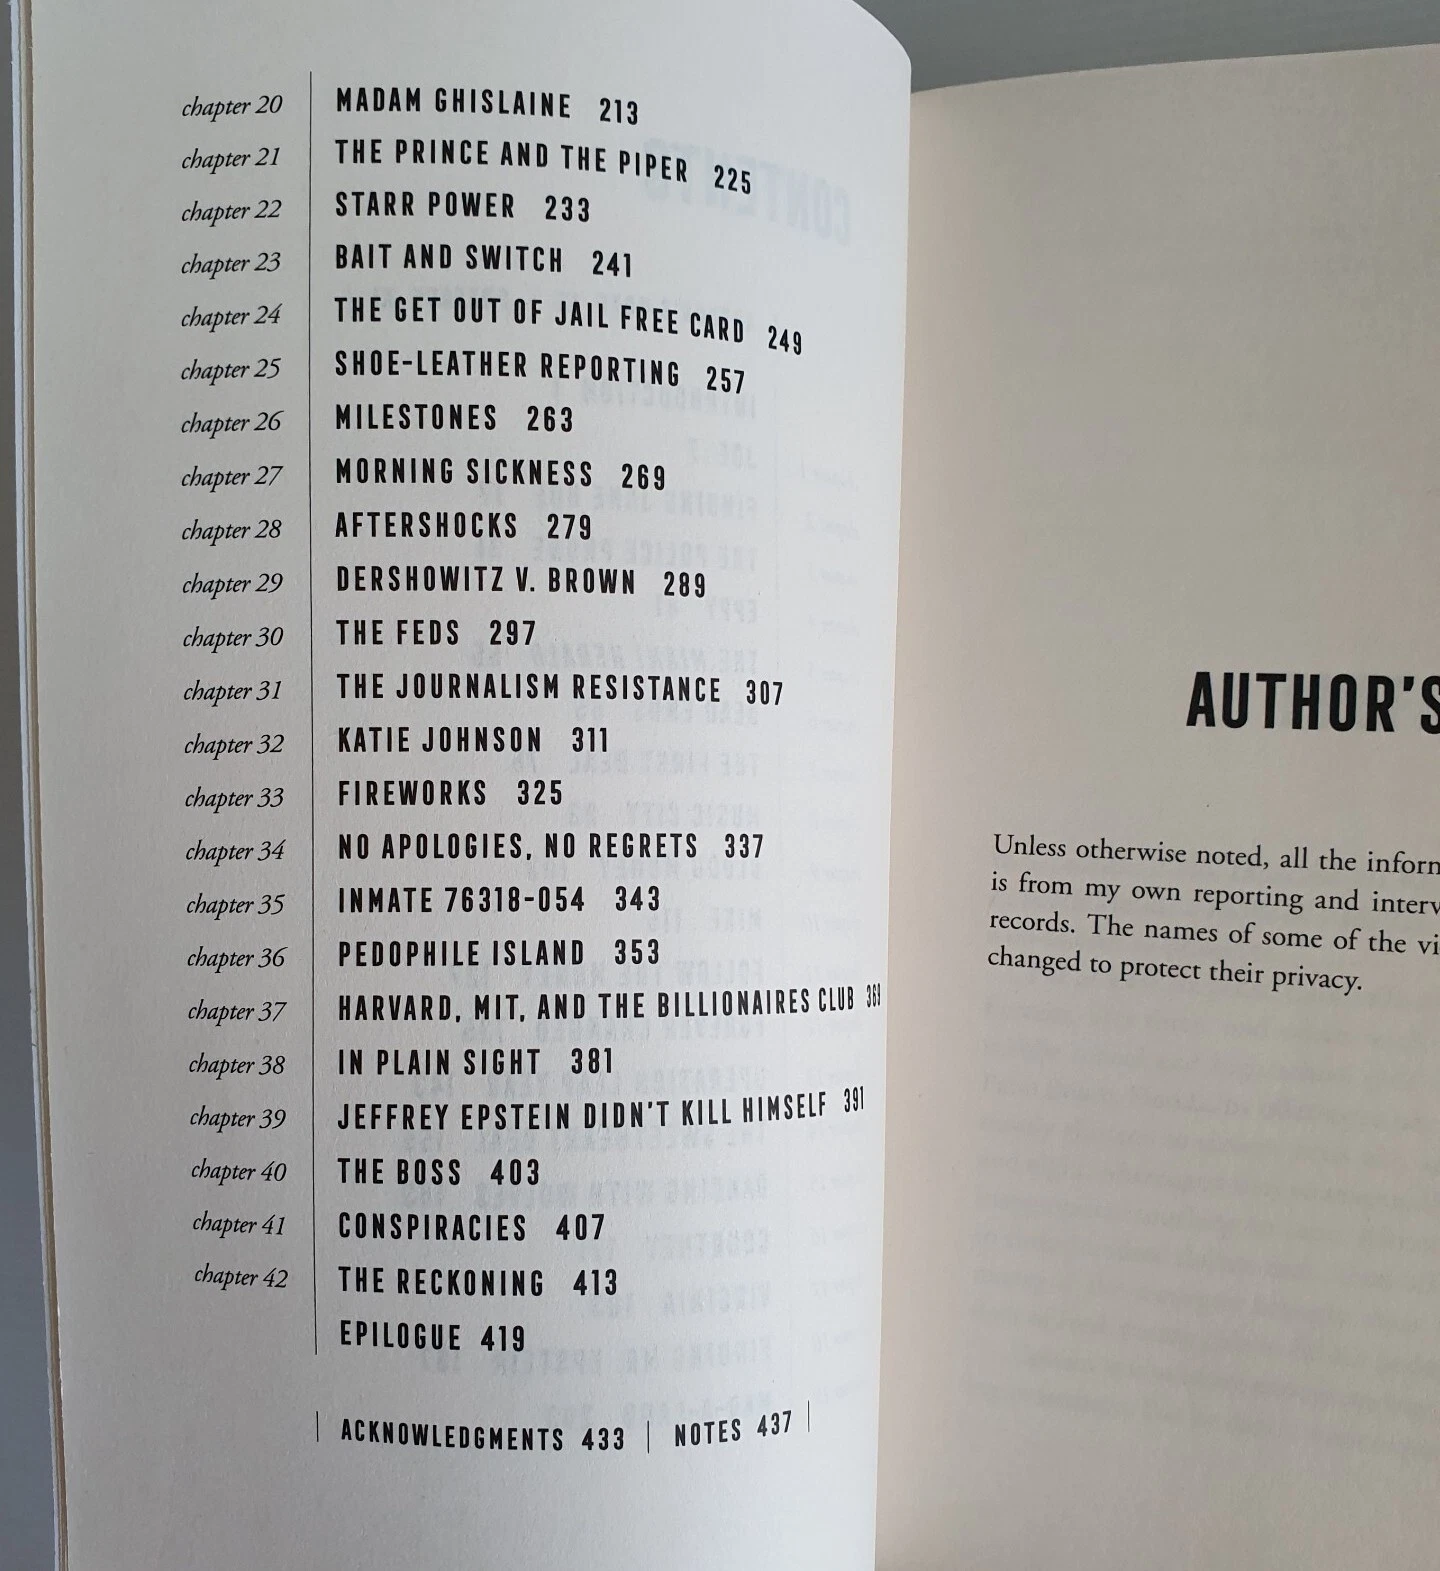 chapter 20 MADAM GHISLAINE 213
chapter 21 THE PRINCE AND THE PIPER 225
chapter 22 STARR POWER 233
chapter 23 BAIT AND SWITCH 241
chapter 24 THE GET OUT OF JAIL FREE CARD 249
chapter 25 SHOE-LEATHER REPORTING 257
chapter 26 MILESTONES 263
chapter 27 MORNING SICKNESS 269
chapter 28 AFTERSHOCKS 279
chapter 29 DERSHOWITZ V. BROWN 289
chapter 30 THE FEDS 297
chapter 31 THE JOURNALISM RESISTANCE 307
chapter 32 KATIE JOHNSON 311
chapter 33 FIREWORKS 325
chapter 34 NO APOLOGIES, NO REGRETS 337
chapter 35 INMATE 76318-054 343
chapter 36 PEDOPHILE ISLAND 353
chapter 37 HARVARD, MIT, AND THE BILLIONAIRES CLUB
chapter 38 IN PLAIN SIGHT 381
chapter 39 JEFFREY EPSTEIN DIDN'T KILL HIMSELF 391
chapter 40 THE BOSS 403
chapter 41 CONSPIRACIES 407
chapter 42 THE RECKONING 413
EPILOGUE 419
| ACKNOWLEDGMENTS 433 | NOTES 437 |
AUTHOR'S
Unless otherwise noted, all the inform
is from my own reporting and interv
records. The names of some of the vi
changed to protect their privacy.